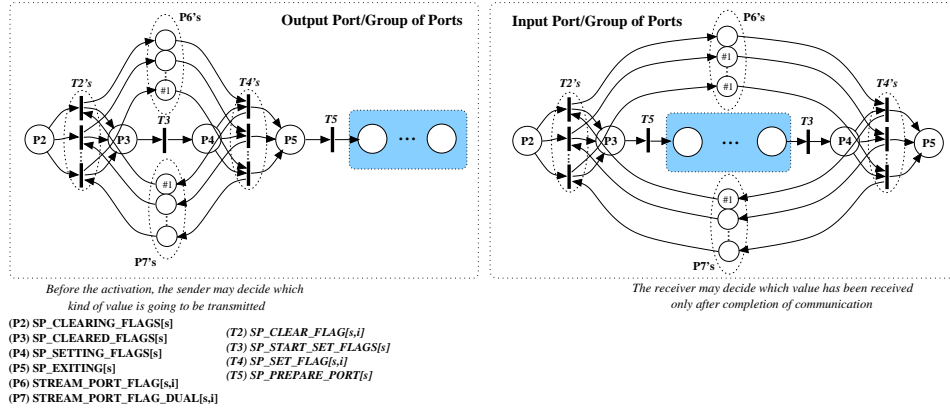 Output Port/Group of Ports
P6's
T2's
T4's
#1
P2
P3
T3
P4
P5
T5
...
#1
P7's
Input Port/Group of Ports
P6's
T2's
T4's
#1
#1
P2
P3
T5
...
T3
P4
P5
#1
P7's
Before the activation, the sender may decide which
kind of value is going to be transmitted
The receiver may decide which value has been received
only after completion of communication
(P2) SP_CLEARING_FLAGS[s]
(P3) SP_CLEARED_FLAGS[s]
(P4) SP_SETTING_FLAGS[s]
(P5) SP_EXITING[s]
(P6) STREAM_PORT_FLAG[s,i]
(P7) STREAM_PORT_FLAG_DUAL[s,i]
(T2) SP_CLEAR_FLAG[s,i]
(T3) SP_START_SET_FLAGS[s]
(T4) SP_SET_FLAG[s,i]
(T5) SP_PREPARE_PORT[s]